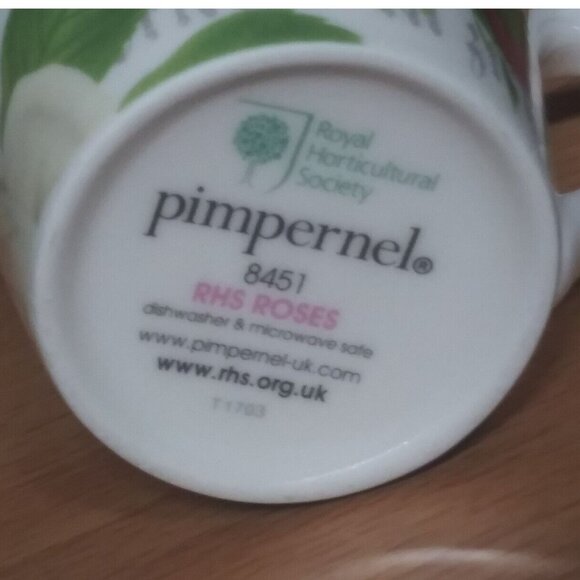 Royal
Horticultural
Society
pimpernel®
8451
RHS ROSES
dishwasher & microwave safe
www.pimpernel-uk.com
www.rhs.org.uk
T1703